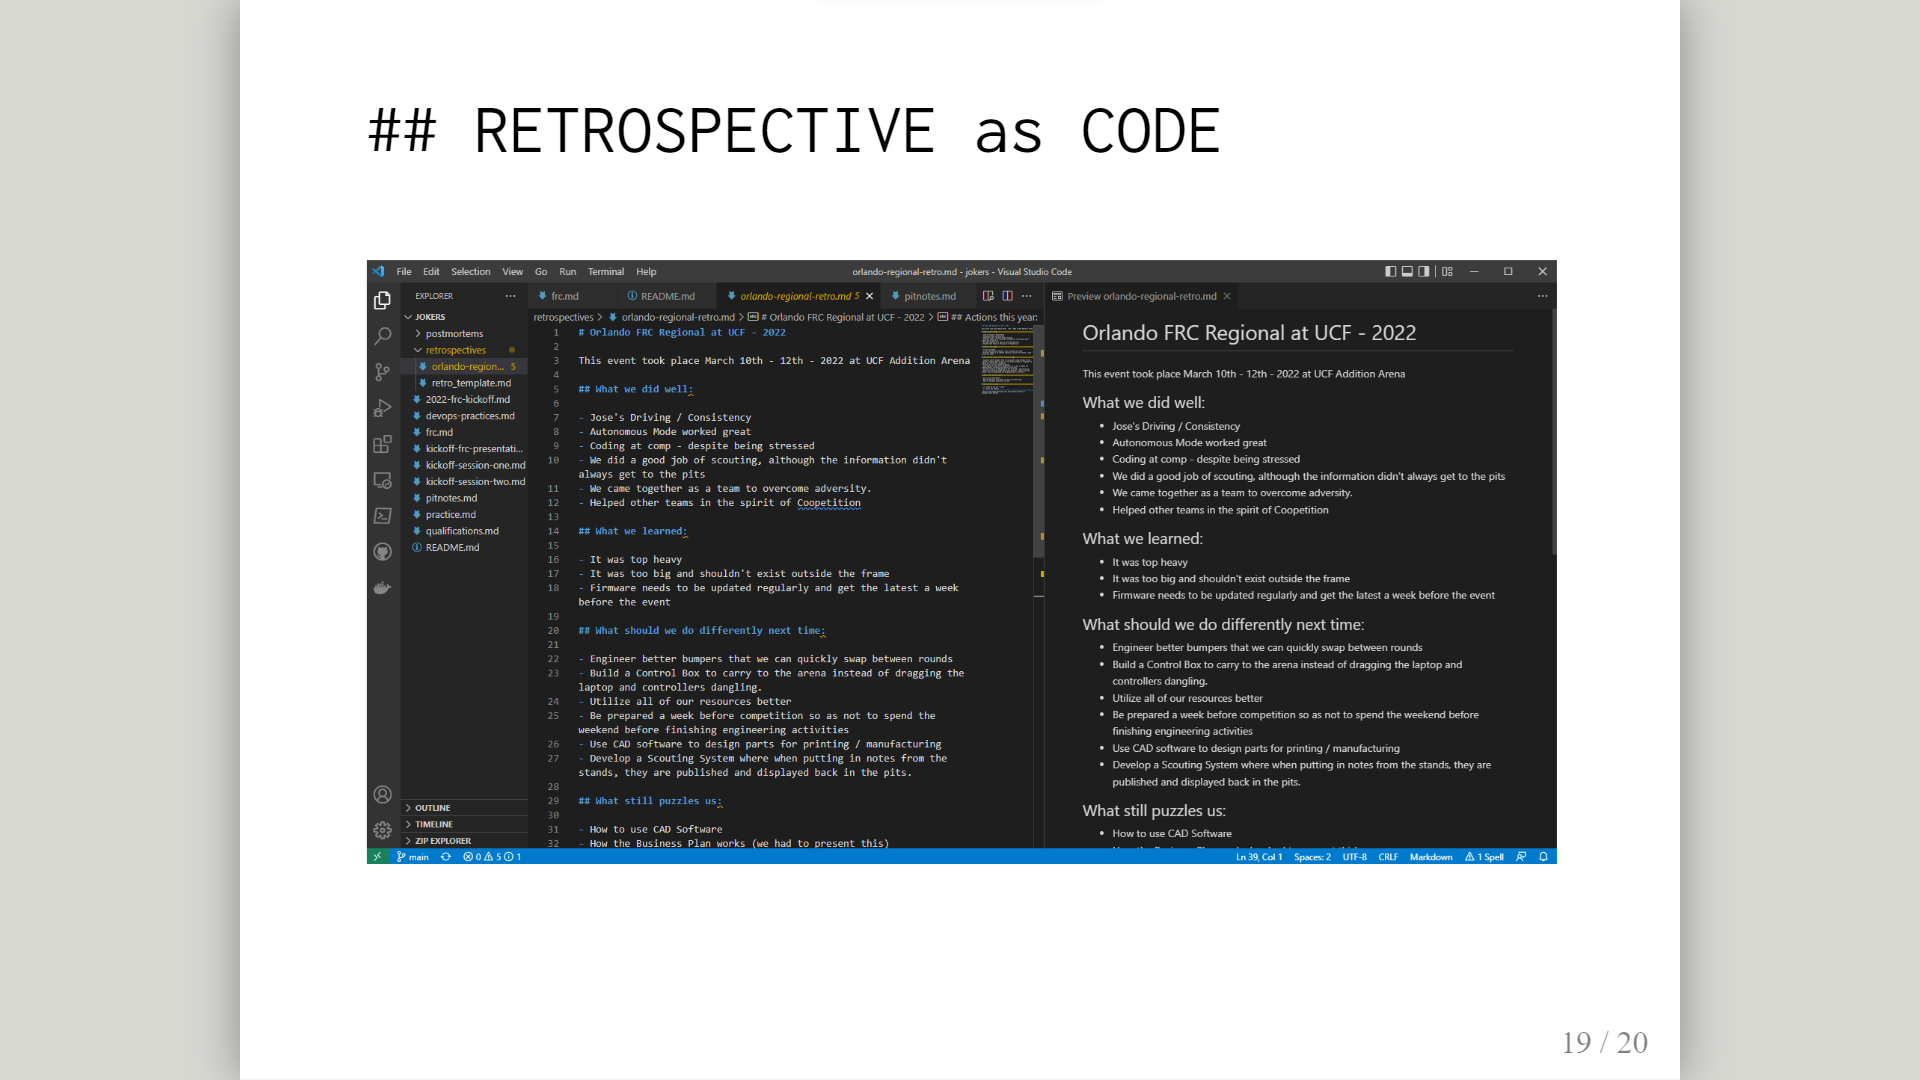 ## RETROSPECTIVE as CODE
File Edit Selection View Go Run Terminal Help
orlando-regional-retro.md - jokers - Visual Studio Code
EXPLORER
JOKERS
postmortems
retrospectives
orlando-region... 5
retro_template.md
2022-frc-kickoff.md
devops-practices.md
frc.md
kickoff-frc-presentati...
kickoff-session-one.md
kickoff-session-two.md
pitnotes.md
practice.md
qualifications.md
README.md
OUTLINE
TIMELINE
ZIP EXPLORER
frc.md README.md orlando-regional-retro.md 5 pitnotes.md
retrospectives > orlando-regional-retro.md > # Orlando FRC Regional at UCF - 2022 > ## Actions this year:
1 # Orlando FRC Regional at UCF - 2022
2
3 This event took place March 10th - 12th - 2022 at UCF Addition Arena
4
5 ## What we did well:
6
7 - Jose's Driving / Consistency
8 - Autonomous Mode worked great
9 - Coding at comp - despite being stressed
10 - We did a good job of scouting, although the information didn't
always get to the pits
11 - We came together as a team to overcome adversity.
12 - Helped other teams in the spirit of Coopetition
13
14 ## What we learned:
15
16 - It was top heavy
17 - It was too big and shouldn't exist outside the frame
18 - Firmware needs to be updated regularly and get the latest a week
before the event
19
20 ## What should we do differently next time:
21
22 - Engineer better bumpers that we can quickly swap between rounds
23 - Build a Control Box to carry to the arena instead of dragging the
laptop and controllers dangling.
24 - Utilize all of our resources better
25 - Be prepared a week before competition so as not to spend the
weekend before finishing engineering activities
26 - Use CAD software to design parts for printing / manufacturing
27 - Develop a Scouting System where when putting in notes from the
stands, they are published and displayed back in the pits.
28
29 ## What still puzzles us:
30
31 - How to use CAD Software
32 - How the Business Plan works (we had to present this)
Preview orlando-regional-retro.md
Orlando FRC Regional at UCF - 2022
This event took place March 10th - 12th - 2022 at UCF Addition Arena
What we did well:
• Jose's Driving / Consistency
• Autonomous Mode worked great
• Coding at comp - despite being stressed
• We did a good job of scouting, although the information didn't always get to the pits
• We came together as a team to overcome adversity.
• Helped other teams in the spirit of Coopetition
What we learned:
• It was top heavy
• It was too big and shouldn't exist outside the frame
• Firmware needs to be updated regularly and get the latest a week before the event
What should we do differently next time:
• Engineer better bumpers that we can quickly swap between rounds
• Build a Control Box to carry to the arena instead of dragging the laptop and
controllers dangling.
• Utilize all of our resources better
• Be prepared a week before competition so as not to spend the weekend before
finishing engineering activities
• Use CAD software to design parts for printing / manufacturing
• Develop a Scouting System where when putting in notes from the stands, they are
published and displayed back in the pits.
What still puzzles us:
• How to use CAD Software
main 0 5 1
Ln 39, Col 1 Spaces: 2 UTF-8 CRLF Markdown 1 Spell
19 / 20